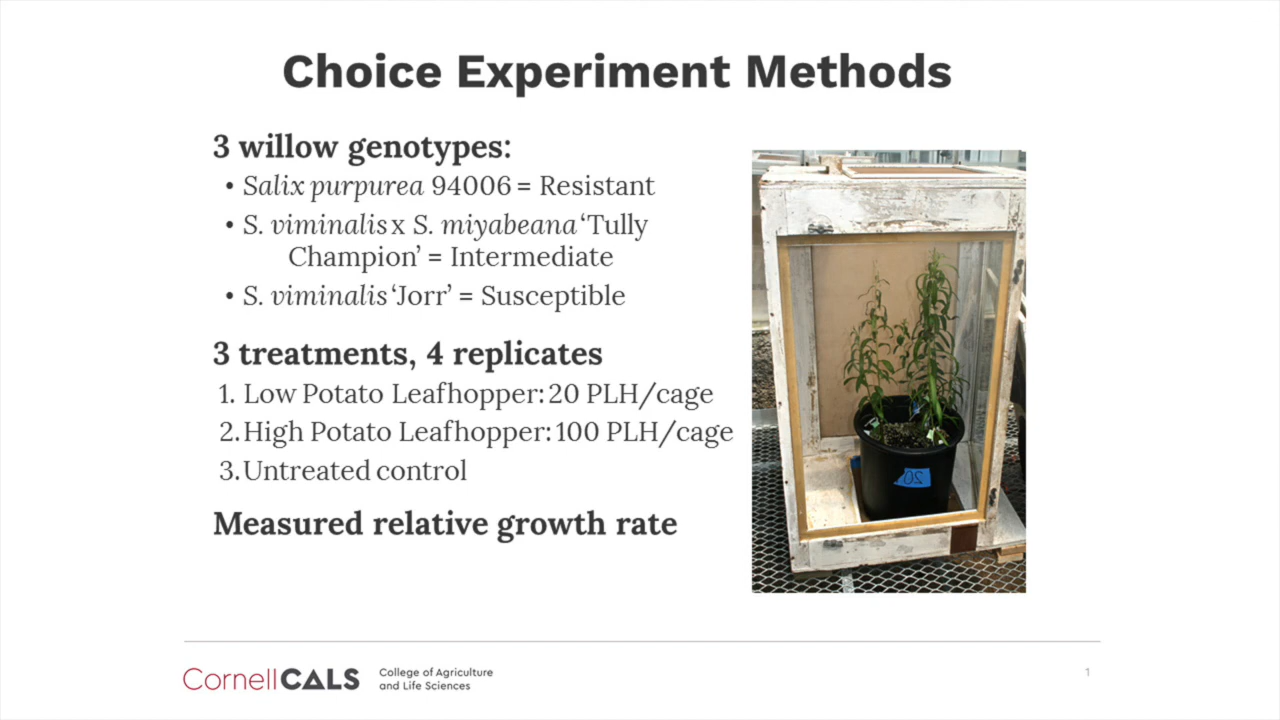 Choice Experiment Methods
3 willow genotypes:
• Salix purpurea 94006 = Resistant
• S. viminalis x S. miyabeana ‘Tully
Champion’ = Intermediate
• S. viminalis ‘Jorr’ = Susceptible
3 treatments, 4 replicates
1. Low Potato Leafhopper: 20 PLH/cage
2. High Potato Leafhopper: 100 PLH/cage
3. Untreated control
Measured relative growth rate
20
CornellCALS
College of Agriculture
and Life Sciences
1